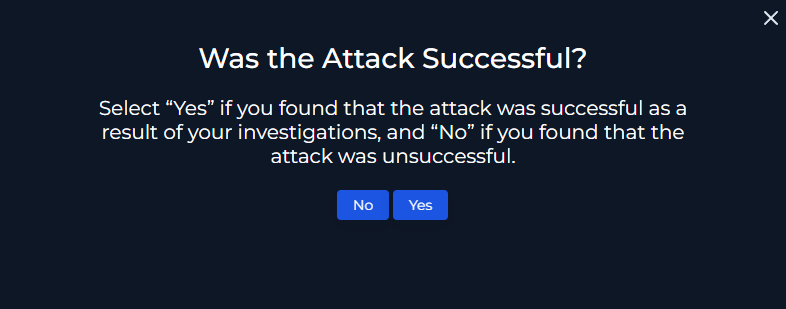 Was the Attack Successful?
Select “Yes” if you found that the attack was successful as a
result of your investigations, and “No” if you found that the
attack was unsuccessful.
No Yes